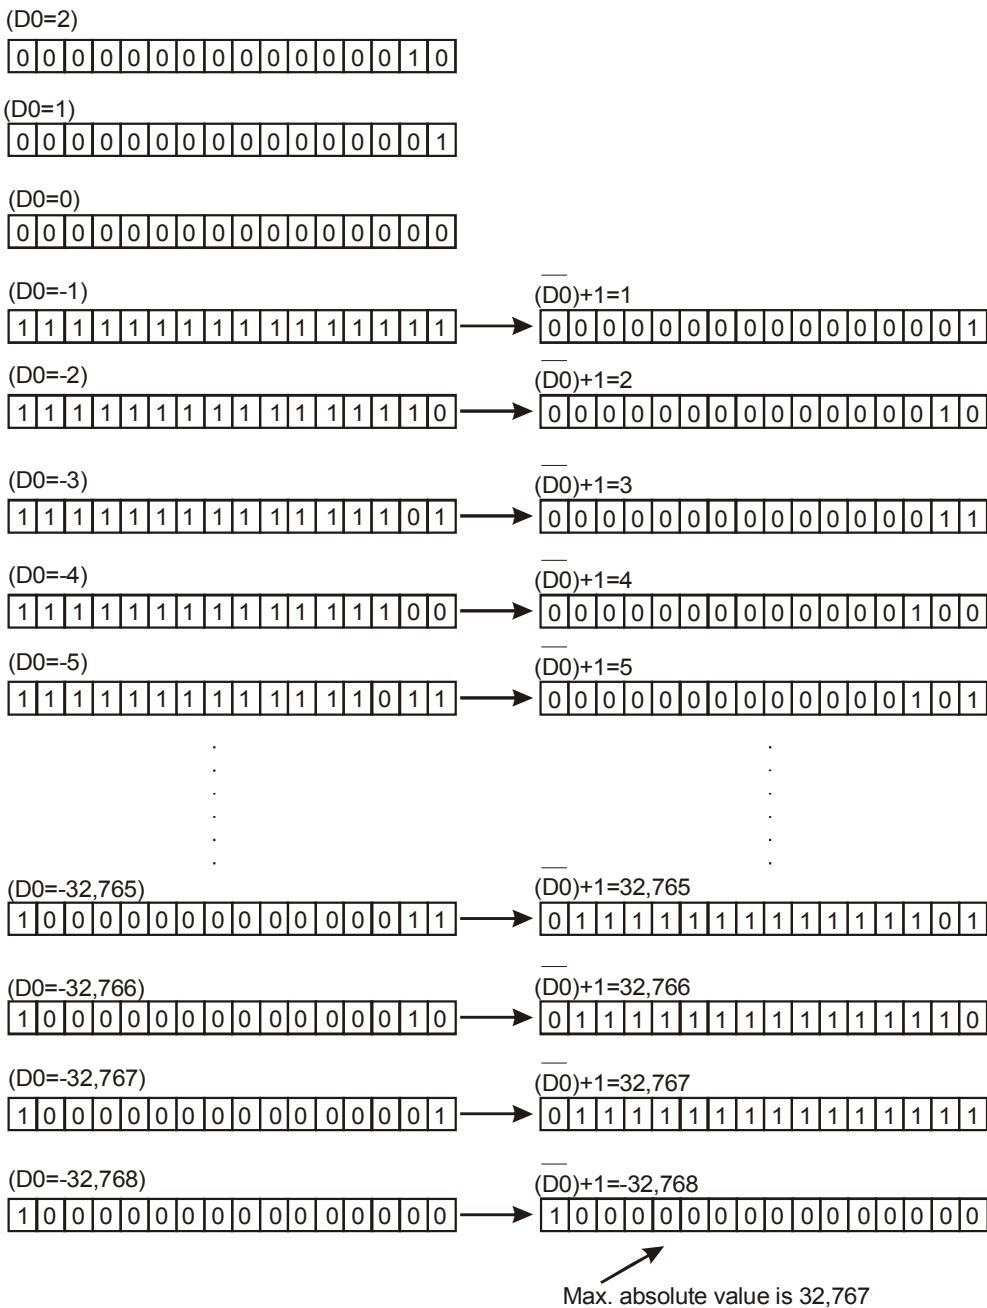 (D0=2)
0 0 0 0 0 0 0 0 0 0 0 0 0 0 1 0
(D0=1)
0 0 0 0 0 0 0 0 0 0 0 0 0 0 0 1
(D0=0)
0 0 0 0 0 0 0 0 0 0 0 0 0 0 0 0
(D0=-1)
(D0)+1=1
1 1 1 1 1 1 1 1 1 1 1 1 1 1 1 1
0 0 0 0 0 0 0 0 0 0 0 0 0 0 0 1
(D0=-2)
(D0)+1=2
1 1 1 1 1 1 1 1 1 1 1 1 1 1 1 0
0 0 0 0 0 0 0 0 0 0 0 0 0 0 1 0
(D0=-3)
(D0)+1=3
1 1 1 1 1 1 1 1 1 1 1 1 1 1 0 1
0 0 0 0 0 0 0 0 0 0 0 0 0 0 1 1
(D0=-4)
(D0)+1=4
1 1 1 1 1 1 1 1 1 1 1 1 1 1 0 0
0 0 0 0 0 0 0 0 0 0 0 0 0 1 0 0
(D0=-5)
(D0)+1=5
1 1 1 1 1 1 1 1 1 1 1 1 1 0 1 1
0 0 0 0 0 0 0 0 0 0 0 0 0 1 0 1
(D0=-32,765)
(D0)+1=32,765
1 0 0 0 0 0 0 0 0 0 0 0 0 0 1 1
0 1 1 1 1 1 1 1 1 1 1 1 1 1 0 1
(D0=-32,766)
(D0)+1=32,766
1 0 0 0 0 0 0 0 0 0 0 0 0 0 1 0
0 1 1 1 1 1 1 1 1 1 1 1 1 1 1 0
(D0=-32,767)
(D0)+1=32,767
1 0 0 0 0 0 0 0 0 0 0 0 0 0 0 1
0 1 1 1 1 1 1 1 1 1 1 1 1 1 1 1
(D0=-32,768)
(D0)+1=-32,768
1 0 0 0 0 0 0 0 0 0 0 0 0 0 0 0
1 0 0 0 0 0 0 0 0 0 0 0 0 0 0 0
Max. absolute value is 32,767